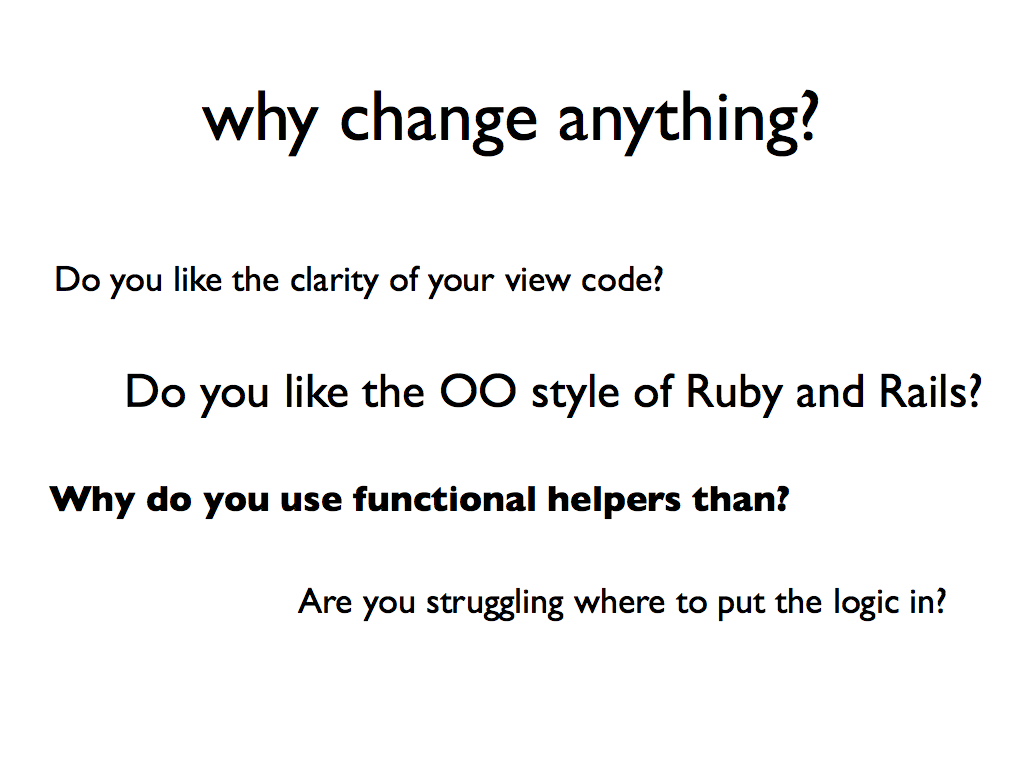 why change anything?
Do you like the clarity of your view code?
Do you like the OO style of Ruby and Rails?
Why do you use functional helpers than?
Are you struggling where to put the logic in?